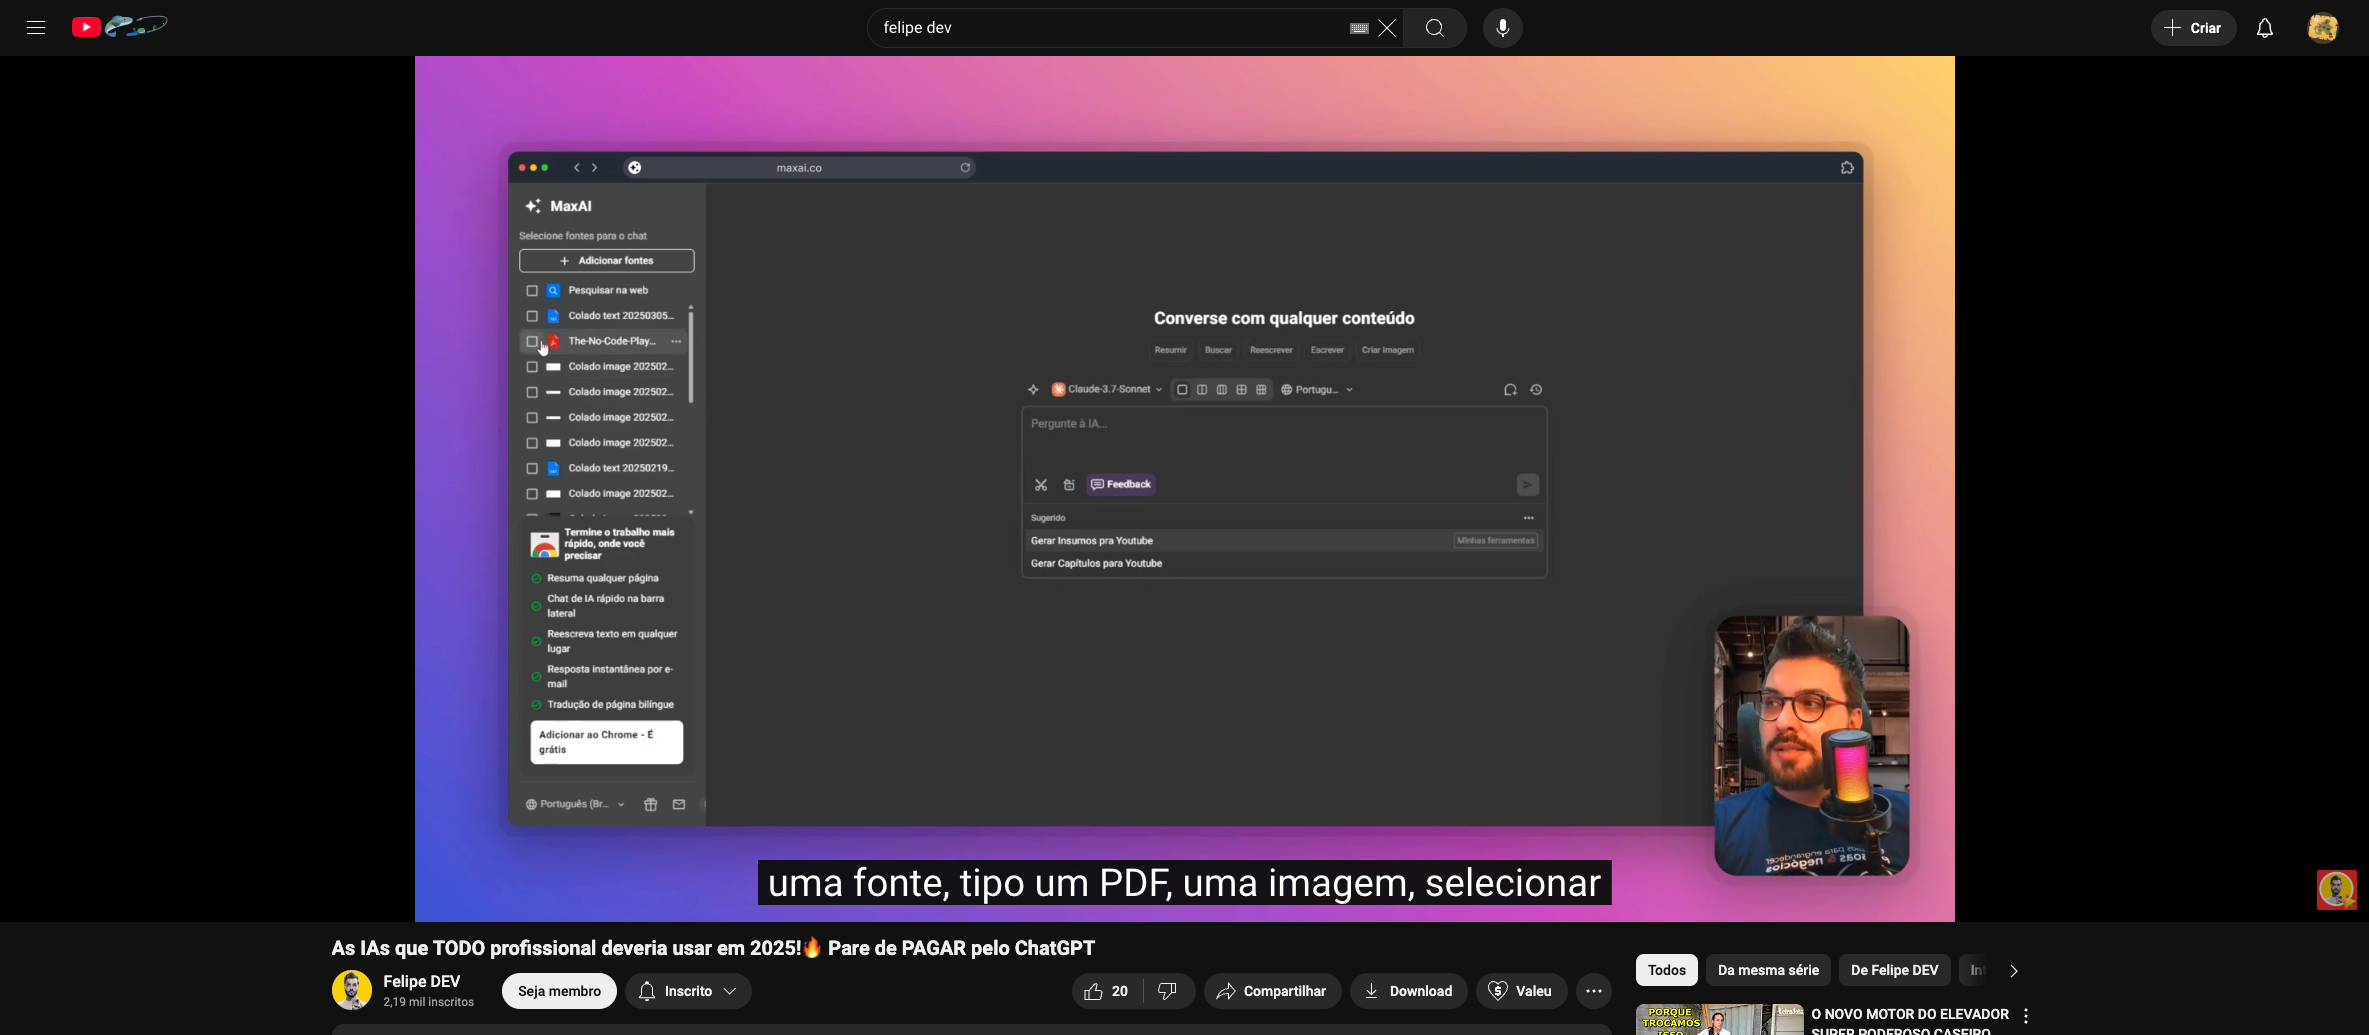 felipe dev
Criar
maxai.co
MaxAI
Selecione fontes para o chat
Adicionar fontes
Pesquisar na web
Colado text 20250305...
The-No-Code-Play...
Colado image 202502...
Colado image 202502...
Colado image 202502...
Colado image 202502...
Colado text 20250219...
Colado image 202502...
Termine o trabalho mais
rápido, onde você
precisar
Resuma qualquer página
Chat de IA rápido na barra
lateral
Reescreva texto em qualquer
lugar
Resposta instantânea por e-
mail
Tradução de página bilíngue
Adicionar ao Chrome - É
grátis
Português (Br...
Converse com qualquer conteúdo
Resumir Buscar Reescrever Escrever Criar Imagem
Claude-3.7-Sonnet Portugu...
Pergunte à IA...
Feedback
Sugerido
Gerar Insumos pra Youtube Minhas ferramentas
Gerar Capítulos para Youtube
uma fonte, tipo um PDF, uma imagem, selecionar
As IAs que TODO profissional deveria usar em 2025!🔥 Pare de PAGAR pelo ChatGPT
Felipe DEV
2,19 mil inscritos
Seja membro
Inscrito
20
Compartilhar
Download
Valeu
Todos Da mesma série De Felipe DEV
PORQUE
TROCAMOS
O NOVO MOTOR DO ELEVADOR
SUPER PODEROSO CASEIRO